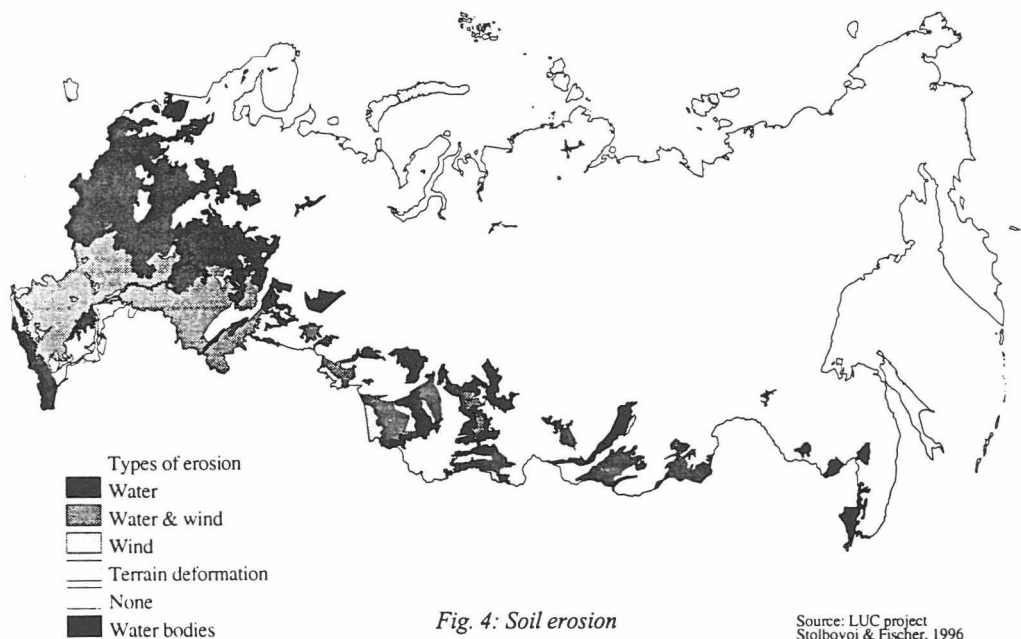 Types of erosion
Water
Water & wind
Wind
Terrain deformation
None
Water bodies
Fig. 4: Soil erosion
Source: LUC project
Stolbovoi & Fischer, 1996